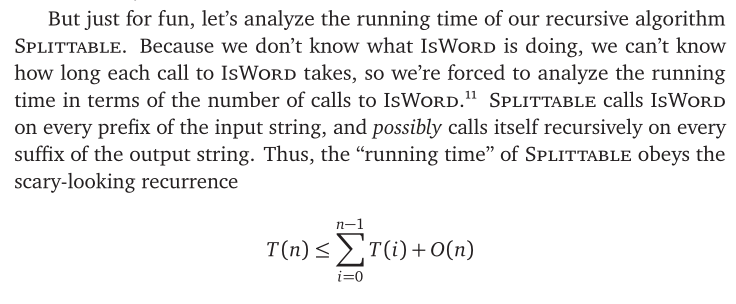 But just for fun, let’s analyze the running time of our recursive algorithm
SPLITTABLE. Because we don’t know what ISWORD is doing, we can’t know
how long each call to ISWORD takes, so we’re forced to analyze the running
time in terms of the number of calls to ISWORD.¹¹ SPLITTABLE calls ISWORD
on every prefix of the input string, and possibly calls itself recursively on every
suffix of the output string. Thus, the “running time” of SPLITTABLE obeys the
scary-looking recurrence
n−1
T(n) ≤ ∑ T(i) + O(n)
i=0